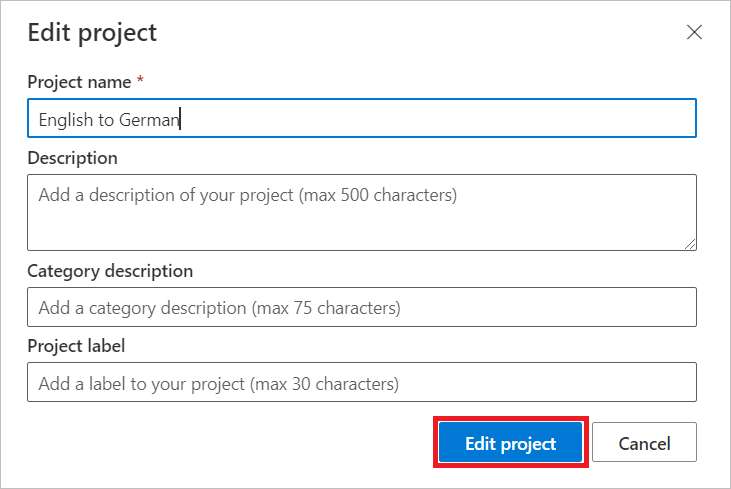 Edit project
Project name *
English to German
Description
Add a description of your project (max 500 characters)
Category description
Add a category description (max 75 characters)
Project label
Add a label to your project (max 30 characters)
Edit project
Cancel